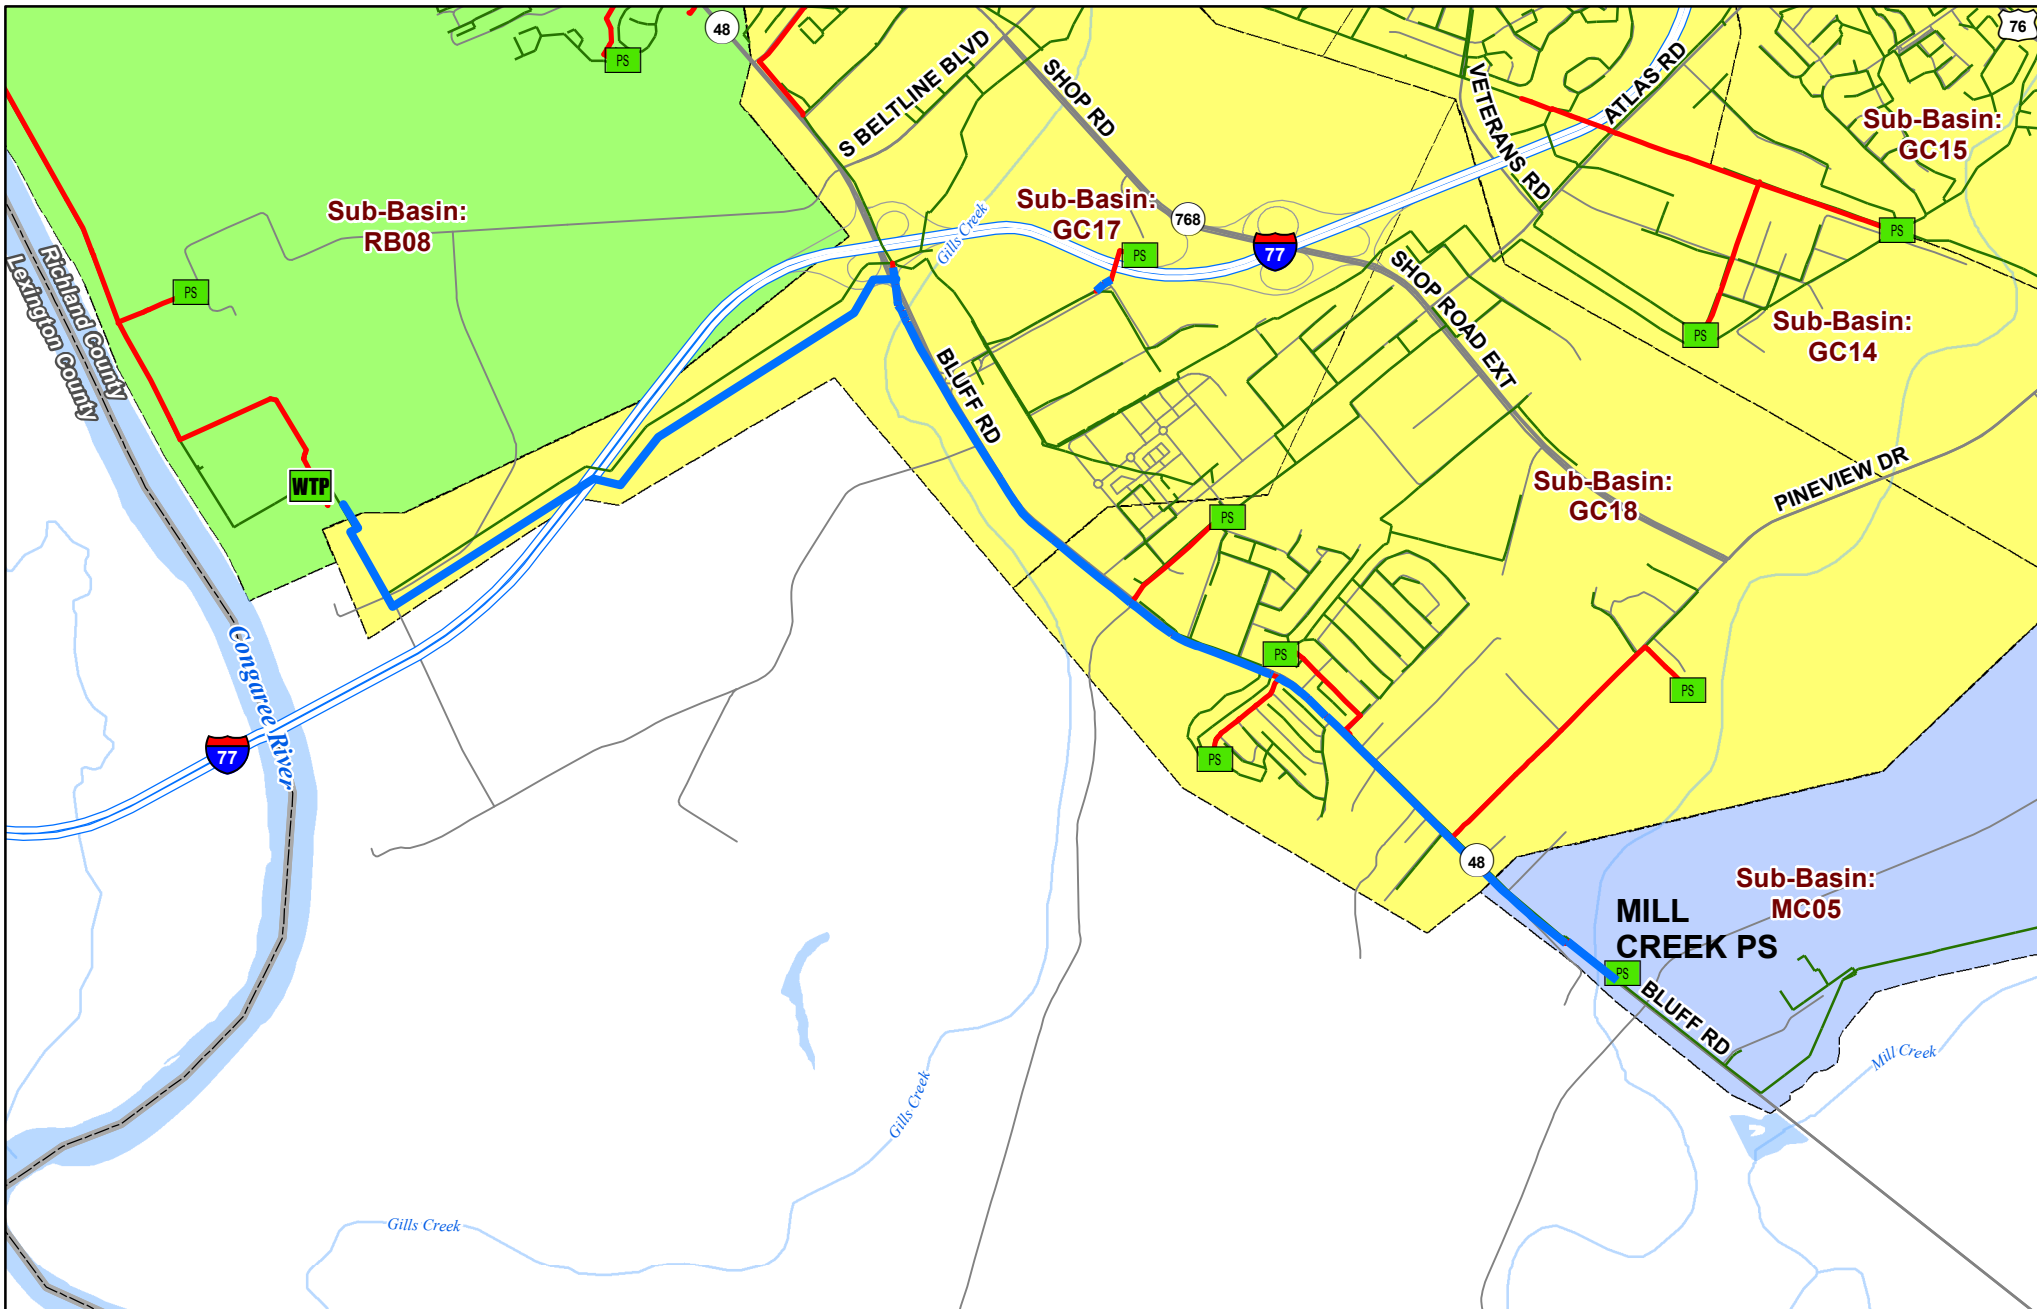 48
76
PS
S BELTLINE BLVD
SHOP RD
VETERANS RD
ATLAS RD
Sub-Basin:
GC15
Sub-Basin:
RB08
Sub-Basin:
GC17
Gills Creek
768
77
PS
PS
PS
PS
Richland County
Lexington County
SHOP ROAD EXT
Sub-Basin:
GC14
BLUFF RD
WTP
Sub-Basin:
GC18
PINEVIEW DR
PS
PS
PS
PS
Congaree River
77
48
Sub-Basin:
MC05
MILL
CREEK PS
PS
BLUFF RD
Mill Creek
Gills Creek
Gills Creek